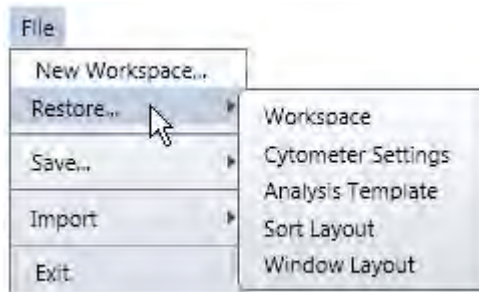 File
New Workspace...
Restore...
Save...
Import
Exit
Workspace
Cytometer Settings
Analysis Template
Sort Layout
Window Layout